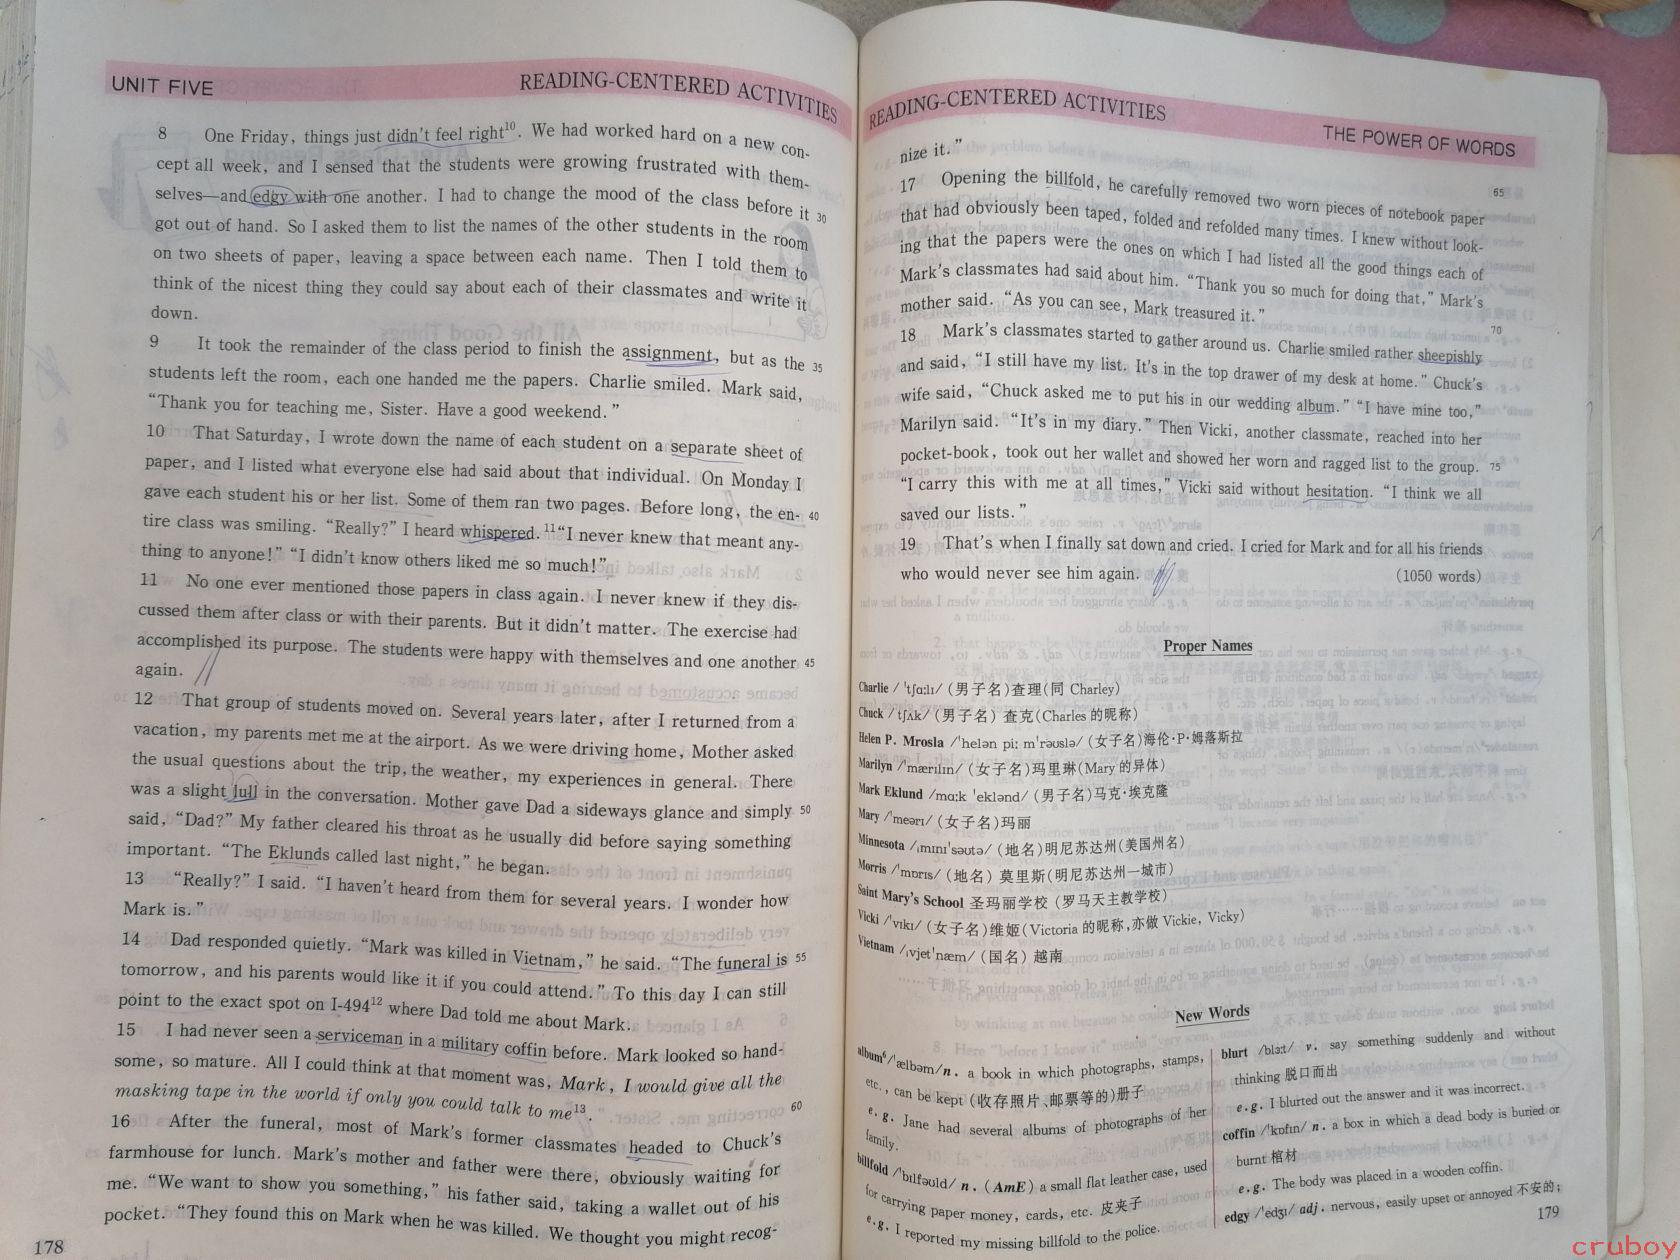 UNIT FIVE READING-CENTERED ACTIVITIES
8 One Friday, things just didn't feel right10. We had worked hard on a new con-
cept all week, and I sensed that the students were growing frustrated with them-
selves—and edgy with one another. I had to change the mood of the class before it 30
got out of hand. So I asked them to list the names of the other students in the room
on two sheets of paper, leaving a space between each name. Then I told them to
think of the nicest thing they could say about each of their classmates and write it
down.
9 It took the remainder of the class period to finish the assignment, but as the 35
students left the room, each one handed me the papers. Charlie smiled. Mark said,
“Thank you for teaching me, Sister. Have a good weekend.”
10 That Saturday, I wrote down the name of each student on a separate sheet of
paper, and I listed what everyone else had said about that individual. On Monday I
gave each student his or her list. Some of them ran two pages. Before long, the en- 40
tire class was smiling. “Really?” I heard whispered. 11“I never knew that meant any-
thing to anyone!” “I didn't know others liked me so much!”
11 No one ever mentioned those papers in class again. I never knew if they dis-
cussed them after class or with their parents. But it didn't matter. The exercise had
accomplished its purpose. The students were happy with themselves and one another 45
again.
12 That group of students moved on. Several years later, after I returned from a
vacation, my parents met me at the airport. As we were driving home, Mother asked
the usual questions about the trip, the weather, my experiences in general. There
was a slight lull in the conversation. Mother gave Dad a sideways glance and simply 50
said, “Dad?” My father cleared his throat as he usually did before saying something
important. “The Eklunds called last night,” he began.
13 “Really?” I said. “I haven't heard from them for several years. I wonder how
Mark is.”
14 Dad responded quietly. “Mark was killed in Vietnam,” he said. “The funeral is 55
tomorrow, and his parents would like it if you could attend.” To this day I can still
point to the exact spot on I-49412 where Dad told me about Mark.
15 I had never seen a serviceman in a military coffin before. Mark looked so hand-
some, so mature. All I could think at that moment was, Mark, I would give all the
masking tape in the world if only you could talk to me13. 60
16 After the funeral, most of Mark's former classmates headed to Chuck's
farmhouse for lunch. Mark's mother and father were there, obviously waiting for
me. “We want to show you something,” his father said, taking a wallet out of his
pocket. “They found this on Mark when he was killed. We thought you might recog-
178
READING-CENTERED ACTIVITIES THE POWER OF WORDS
nize it.”
17 Opening the billfold, he carefully removed two worn pieces of notebook paper 65
that had obviously been taped, folded and refolded many times. I knew without look-
ing that the papers were the ones on which I had listed all the good things each of
Mark's classmates had said about him. “Thank you so much for doing that,” Mark's
mother said. “As you can see, Mark treasured it.”
18 Mark's classmates started to gather around us. Charlie smiled rather sheepishly 70
and said, “I still have my list. It's in the top drawer of my desk at home.” Chuck's
wife said, “Chuck asked me to put his in our wedding album.” “I have mine too,”
Marilyn said. “It's in my diary.” Then Vicki, another classmate, reached into her
pocket-book, took out her wallet and showed her worn and ragged list to the group. 75
“I carry this with me at all times,” Vicki said without hesitation. “I think we all
saved our lists.”
19 That's when I finally sat down and cried. I cried for Mark and for all his friends
who would never see him again. (1050 words)
Proper Names
Charlie /ˈtʃɑːlɪ/ (男子名)查理(同 Charley)
Chuck /tʃʌk/ (男子名) 查克(Charles 的昵称)
Helen P. Mrosla /ˈhelən piː mˈrəʊslə/ (女子名)海伦·P·姆落斯拉
Marilyn /ˈmærɪlɪn/ (女子名)玛里琳(Mary 的异体)
Mark Eklund /mɑːk ˈeklənd/ (男子名)马克·埃克隆
Mary /ˈmeərɪ/ (女子名)玛丽
Minnesota /ˌmɪnɪˈsəʊtə/ (地名)明尼苏达州(美国州名)
Morris /ˈmɒrɪs/ (地名) 莫里斯(明尼苏达州一城市)
Saint Mary's School 圣玛丽学校 (罗马天主教学校)
Vicki /ˈvɪkɪ/ (女子名)维姬(Victoria 的昵称,亦做 Vickie, Vicky)
Vietnam /ˌvjetˈnæm/ (国名) 越南
New Words
album6/ˈælbəm/n. a book in which photographs, stamps,
etc., can be kept (收存照片、邮票等的)册子
e.g. Jane had several albums of photographs of her
family.
billfold /ˈbɪlfəʊld/ n. (AmE) a small flat leather case, used
for carrying paper money, cards, etc. 皮夹子
e.g. I reported my missing billfold to the police.
blurt /blɜːt/ v. say something suddenly and without
thinking 脱口而出
e.g. I blurted out the answer and it was incorrect.
coffin /ˈkɒfɪn/ n. a box in which a dead body is buried or
burnt 棺材
e.g. The body was placed in a wooden coffin.
edgy /ˈedʒɪ/ adj. nervous, easily upset or annoyed 不安的;
179
cruboy